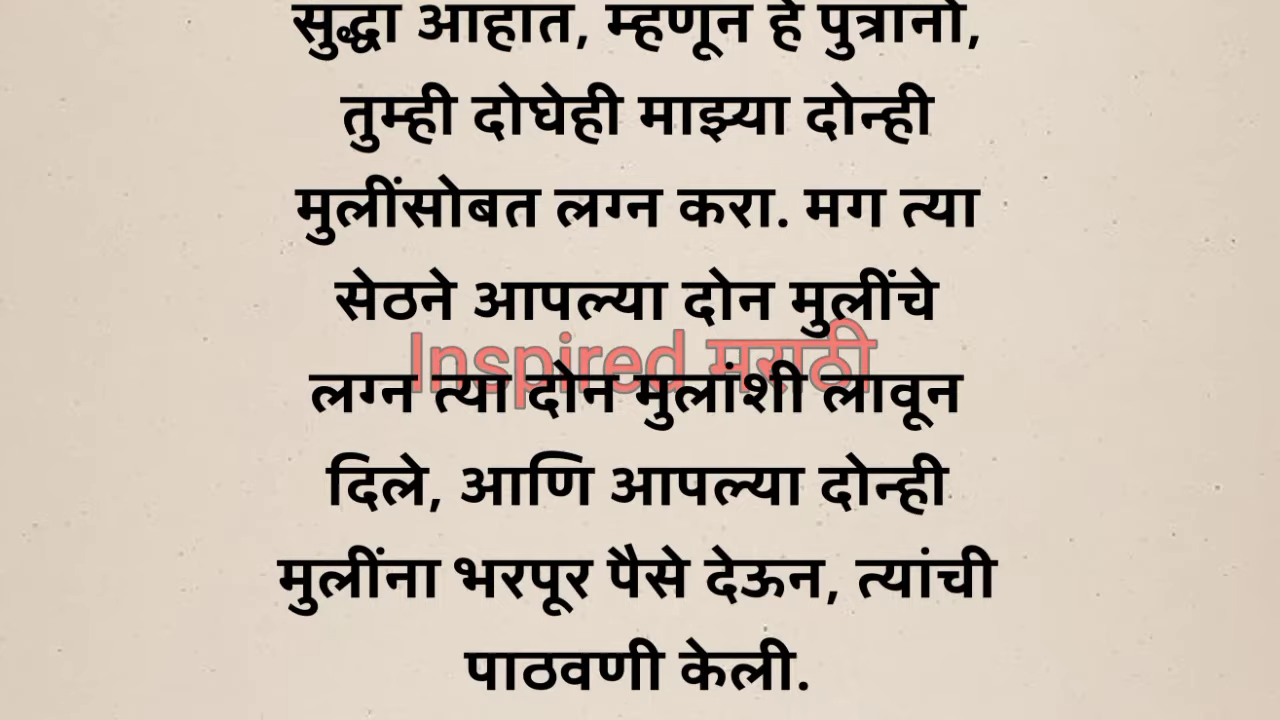 सुद्धा आहात, म्हणून हे पुत्रांनो,
तुम्ही दोघेही माझ्या दोन्ही
मुलींसोबत लग्न करा. मग त्या
सेठने आपल्या दोन मुलींचे
Inspired मराठी
लग्न त्या दोन मुलांशी लावून
दिले, आणि आपल्या दोन्ही
मुलींना भरपूर पैसे देऊन, त्यांची
पाठवणी केली.